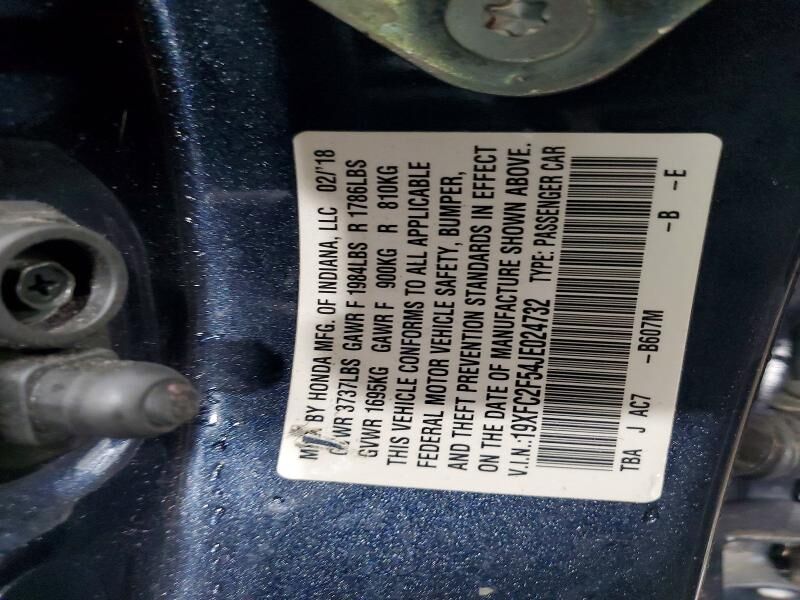 BY HONDA MFG. OF INDIANA, LLC 02/'18
GVWR 3737LBS GAWR F 1984LBS R 1786LBS
GVWR 1695KG GAWR F 900KG R 810KG
THIS VEHICLE CONFORMS TO ALL APPLICABLE
FEDERAL MOTOR VEHICLE SAFETY, BUMPER,
AND THEFT PREVENTION STANDARDS IN EFFECT
ON THE DATE OF MANUFACTURE SHOWN ABOVE.
V.I.N.:19XFC2F54JE024732 TYPE: PASSENGER CAR
TBA J AC7 -B607M -B -E